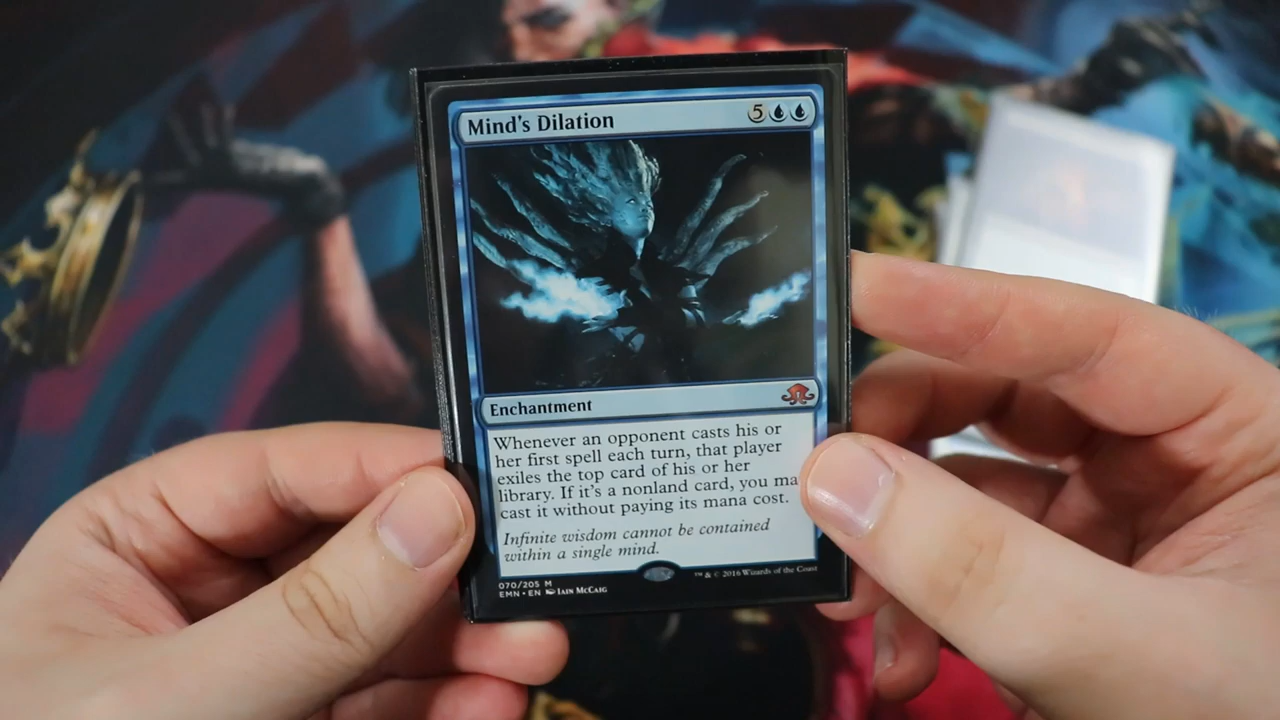 Mind's Dilation 5
Enchantment
Whenever an opponent casts his or
her first spell each turn, that player
exiles the top card of his or her
library. If it's a nonland card, you ma
cast it without paying its mana cost.
Infinite wisdom cannot be contained
within a single mind.
070/205 M
EMN • EN Iain McCaig
™ & © 2016 Wizards of the Coast